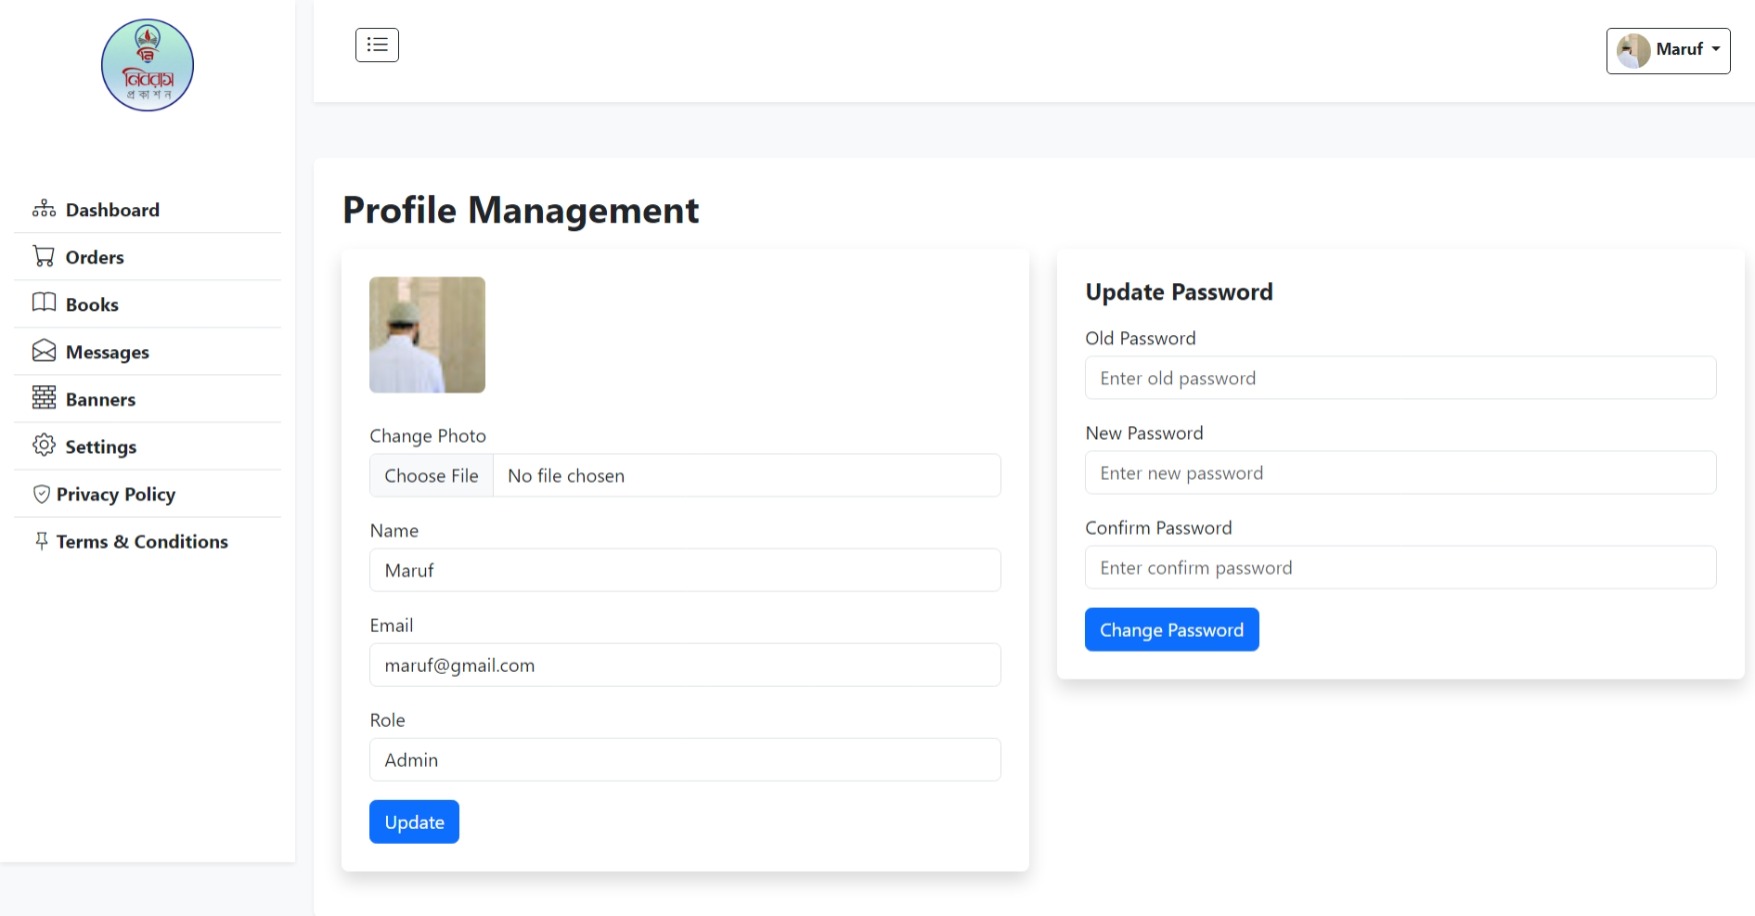 নিবরাস
প্রকাশন
Maruf
Dashboard
Orders
Books
Messages
Banners
Settings
Privacy Policy
Terms & Conditions
Profile Management
Change Photo
Choose File No file chosen
Name
Maruf
Email
maruf@gmail.com
Role
Admin
Update
Update Password
Old Password
Enter old password
New Password
Enter new password
Confirm Password
Enter confirm password
Change Password